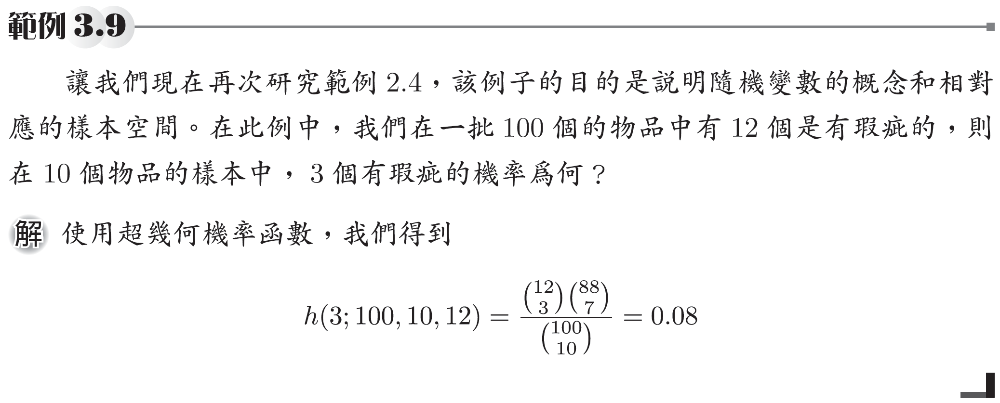 範例 3.9
讓我們現在再次研究範例 2.4，該例子的目的是說明隨機變數的概念和相對
應的樣本空間。在此例中，我們在一批 100 個的物品中有 12 個是有瑕疵的，則
在 10 個物品的樣本中， 3 個有瑕疵的機率為何？
解 使用超幾何機率函數，我們得到
$h(3; 100, 10, 12) = \frac{\binom{12}{3}\binom{88}{7}}{\binom{100}{10}} = 0.08$